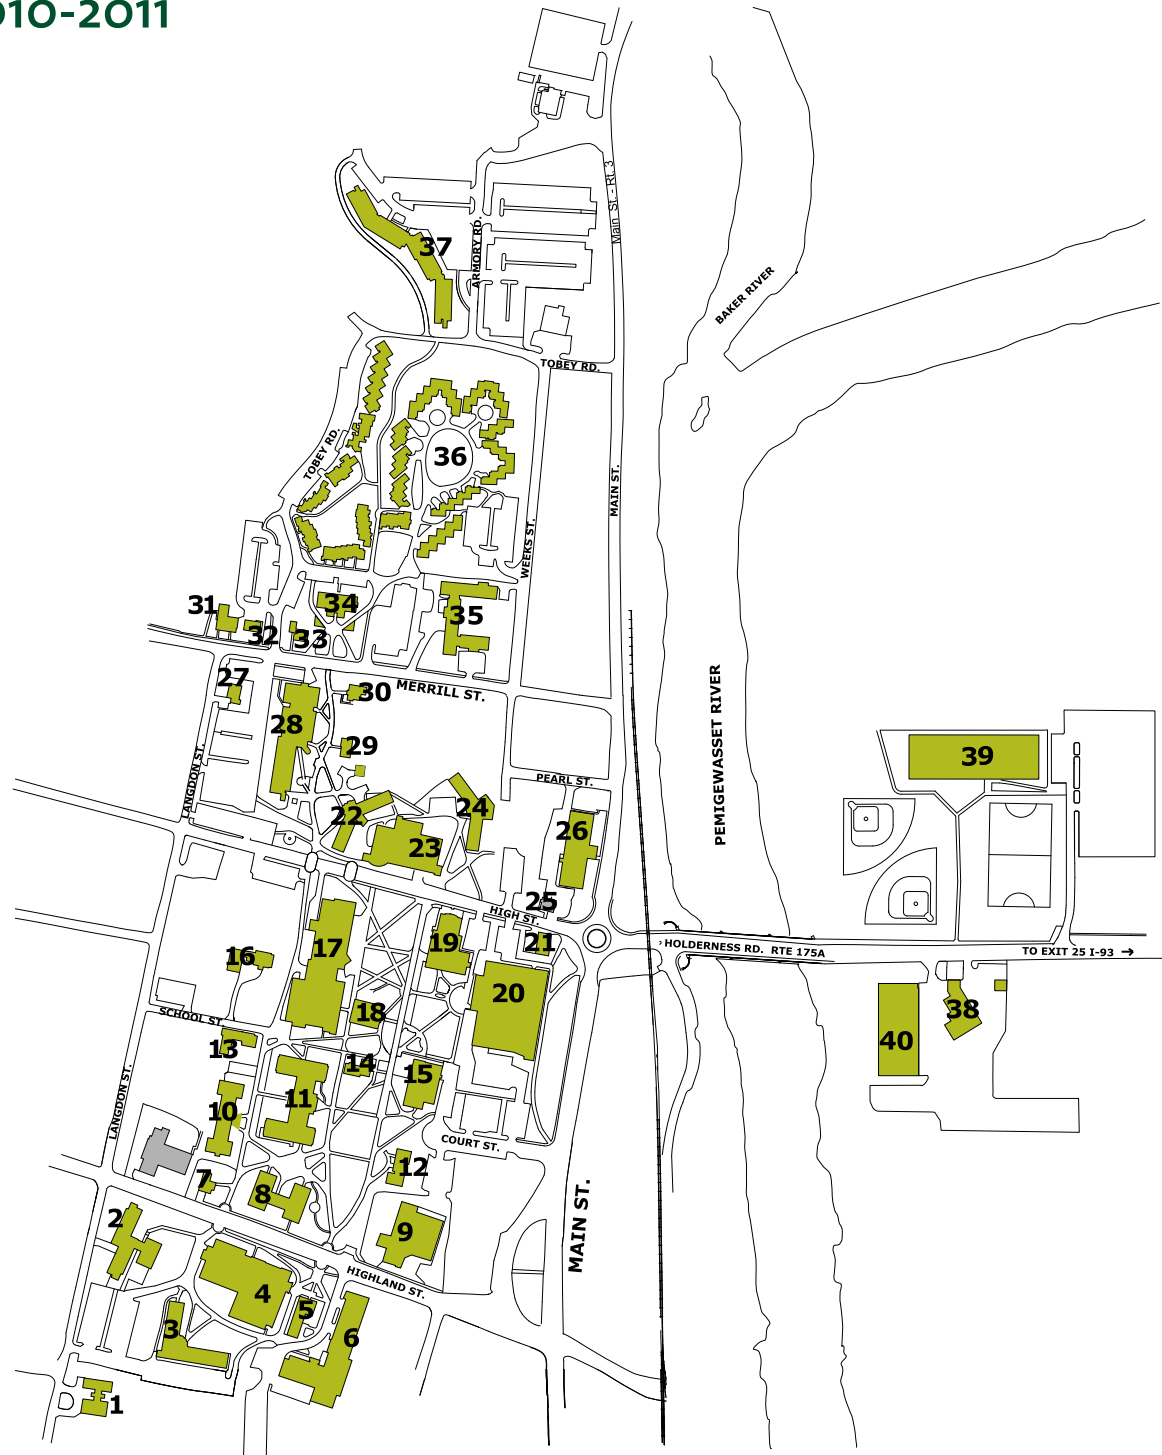 010-2011
Main St. - Rt. 3
37
ARMORY RD.
BAKER RIVER
TOBEY RD.
TOBEY RD.
36
MAIN ST.
WEEKS ST.
31
34
35
32
33
27
30
MERRILL ST.
28
29
PEMIGEWASSET RIVER
39
LANGDON ST.
PEARL ST.
22
24
26
23
25
HIGH ST.
17
19
21
HOLDERNESS RD. RTE 175A
TO EXIT 25 I-93 →
16
20
18
38
SCHOOL ST.
13
40
14
15
LANGDON ST.
11
10
COURT ST.
12
7
8
MAIN ST.
2
9
HIGHLAND ST.
4
5
3
6
1